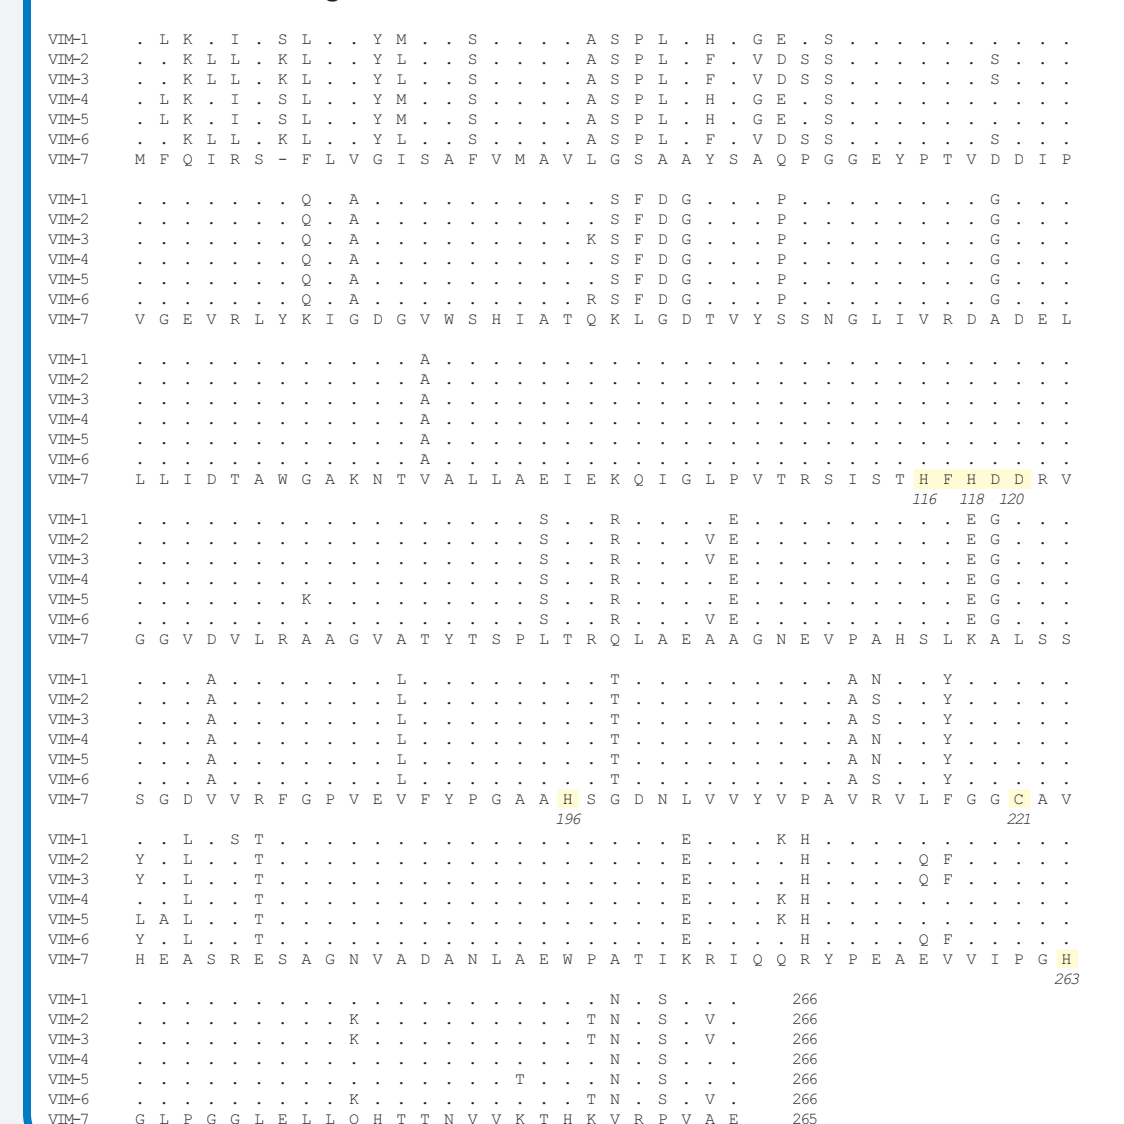 VIM-1 . L K . I . S L . . Y M . . S . . . . A S P L . H . G E . S . . . . . . . . . .
VIM-2 . . K L L . K L . . Y L . . S . . . . A S P L . F . V D S S . . . . . . S . . .
VIM-3 . . K L L . K L . . Y L . . S . . . . A S P L . F . V D S S . . . . . . S . . .
VIM-4 . L K . I . S L . . Y M . . S . . . . A S P L . H . G E . S . . . . . . . . . .
VIM-5 . L K . I . S L . . Y M . . S . . . . A S P L . H . G E . S . . . . . . . . . .
VIM-6 . . K L L . K L . . Y L . . S . . . . A S P L . F . V D S S . . . . . . S . . .
VIM-7 M F Q I R S - F L V G I S A F V M A V L G S A A Y S A Q P G G E Y P T V D D I P
VIM-1 . . . . . . . Q . A . . . . . . . . . . S F D G . . . P . . . . . . . . G . . .
VIM-2 . . . . . . . Q . A . . . . . . . . . . S F D G . . . P . . . . . . . . G . . .
VIM-3 . . . . . . . Q . A . . . . . . . . . K S F D G . . . P . . . . . . . . G . . .
VIM-4 . . . . . . . Q . A . . . . . . . . . . S F D G . . . P . . . . . . . . G . . .
VIM-5 . . . . . . . Q . A . . . . . . . . . . S F D G . . . P . . . . . . . . G . . .
VIM-6 . . . . . . . Q . A . . . . . . . . . R S F D G . . . P . . . . . . . . G . . .
VIM-7 V G E V R L Y K I G D G V W S H I A T Q K L G D T V Y S S N G L I V R D A D E L
VIM-1 . . . . . . . . . . . . A . . . . . . . . . . . . . . . . . . . . . . . . . . .
VIM-2 . . . . . . . . . . . . A . . . . . . . . . . . . . . . . . . . . . . . . . . .
VIM-3 . . . . . . . . . . . . A . . . . . . . . . . . . . . . . . . . . . . . . . . .
VIM-4 . . . . . . . . . . . . A . . . . . . . . . . . . . . . . . . . . . . . . . . .
VIM-5 . . . . . . . . . . . . A . . . . . . . . . . . . . . . . . . . . . . . . . . .
VIM-6 . . . . . . . . . . . . A . . . . . . . . . . . . . . . . . . . . . . . . . . .
VIM-7 L L I D T A W G A K N T V A L L A E I E K Q I G L P V T R S I S T H F H D D R V
116 118 120
VIM-1 . . . . . . . . . . . . . . . . . S . . R . . . . E . . . . . . . . . E G . . .
VIM-2 . . . . . . . . . . . . . . . . . S . . R . . . V E . . . . . . . . . E G . . .
VIM-3 . . . . . . . . . . . . . . . . . S . . R . . . V E . . . . . . . . . E G . . .
VIM-4 . . . . . . . . . . . . . . . . . S . . R . . . . E . . . . . . . . . E G . . .
VIM-5 . . . . . . . K . . . . . . . . . S . . R . . . . E . . . . . . . . . E G . . .
VIM-6 . . . . . . . . . . . . . . . . . S . . R . . . V E . . . . . . . . . E G . . .
VIM-7 G G V D V L R A A G V A T Y T S P L T R Q L A E A A G N E V P A H S L K A L S S
VIM-1 . . . A . . . . . . . L . . . . . . . . T . . . . . . . . . A N . . Y . . . . .
VIM-2 . . . A . . . . . . . L . . . . . . . . T . . . . . . . . . A S . . Y . . . . .
VIM-3 . . . A . . . . . . . L . . . . . . . . T . . . . . . . . . A S . . Y . . . . .
VIM-4 . . . A . . . . . . . L . . . . . . . . T . . . . . . . . . A N . . Y . . . . .
VIM-5 . . . A . . . . . . . L . . . . . . . . T . . . . . . . . . A N . . Y . . . . .
VIM-6 . . . A . . . . . . . L . . . . . . . . T . . . . . . . . . A S . . Y . . . . .
VIM-7 S G D V V R F G P V E V F Y P G A A H S G D N L V V Y V P A V R V L F G G C A V
196 221
VIM-1 . . L . S T . . . . . . . . . . . . . . . . . E . . . K H . . . . . . . . . . .
VIM-2 Y . L . . T . . . . . . . . . . . . . . . . . E . . . . H . . . . Q F . . . . .
VIM-3 Y . L . . T . . . . . . . . . . . . . . . . . E . . . . H . . . . Q F . . . . .
VIM-4 . . L . . T . . . . . . . . . . . . . . . . . E . . . K H . . . . . . . . . . .
VIM-5 L A L . . T . . . . . . . . . . . . . . . . . E . . . K H . . . . . . . . . . .
VIM-6 Y . L . . T . . . . . . . . . . . . . . . . . E . . . . H . . . . Q F . . . . .
VIM-7 H E A S R E S A G N V A D A N L A E W P A T I K R I Q Q R Y P E A E V V I P G H
263
VIM-1 . . . . . . . . . . . . . . . . . . . . N . S . . . 266
VIM-2 . . . . . . . . . K . . . . . . . . . T N . S . V . 266
VIM-3 . . . . . . . . . K . . . . . . . . . T N . S . V . 266
VIM-4 . . . . . . . . . . . . . . . . . . . . N . S . . . 266
VIM-5 . . . . . . . . . . . . . . . . T . . . N . S . . . 266
VIM-6 . . . . . . . . . K . . . . . . . . . T N . S . V . 266
VIM-7 G L P G G L E L L Q H T T N V V K T H K V R P V A E 265